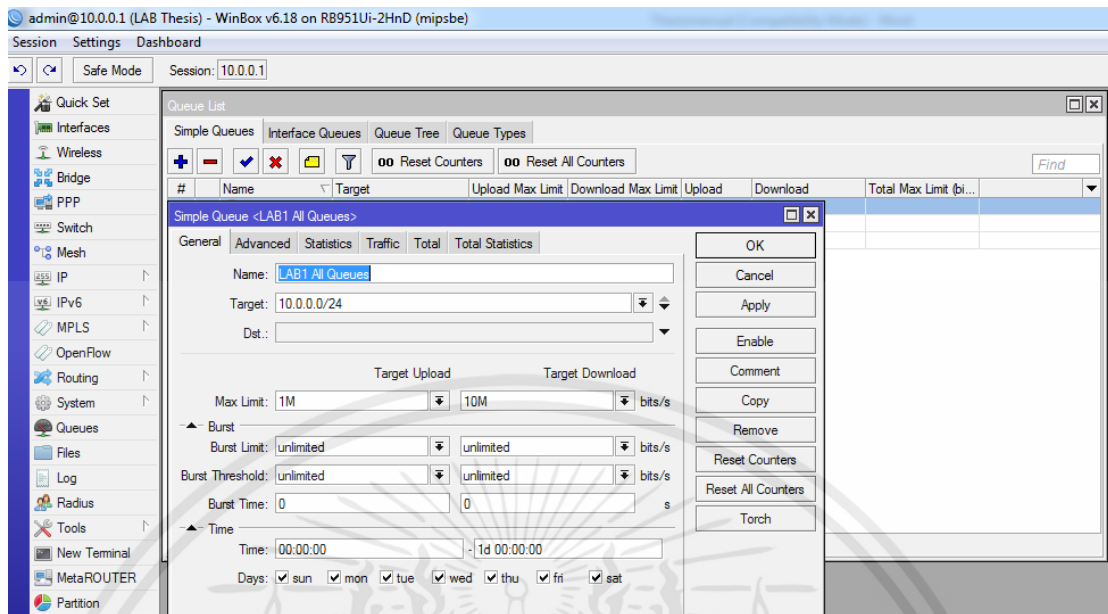 admin@10.0.0.1 (LAB Thesis) - WinBox v6.18 on RB951Ui-2HnD (mipsbe)
Session Settings Dashboard
Safe Mode Session: 10.0.0.1
Quick Set
Interfaces
Wireless
Bridge
PPP
Switch
Mesh
IP
IPv6
MPLS
OpenFlow
Routing
System
Queues
Files
Log
Radius
Tools
New Terminal
MetaROUTER
Partition
Queue List
Simple Queues Interface Queues Queue Tree Queue Types
00 Reset Counters 00 Reset All Counters Find
# Name Target Upload Max Limit Download Max Limit Upload Download Total Max Limit (bi...
Simple Queue <LAB1 All Queues>
General Advanced Statistics Traffic Total Total Statistics
Name: LAB1 All Queues
Target: 10.0.0.0/24
Dst.:
Target Upload Target Download
Max Limit: 1M 10M bits/s
Burst
Burst Limit: unlimited unlimited bits/s
Burst Threshold: unlimited unlimited bits/s
Burst Time: 0 0 s
Time
Time: 00:00:00 - 1d 00:00:00
Days: sun mon tue wed thu fri sat
OK
Cancel
Apply
Enable
Comment
Copy
Remove
Reset Counters
Reset All Counters
Torch